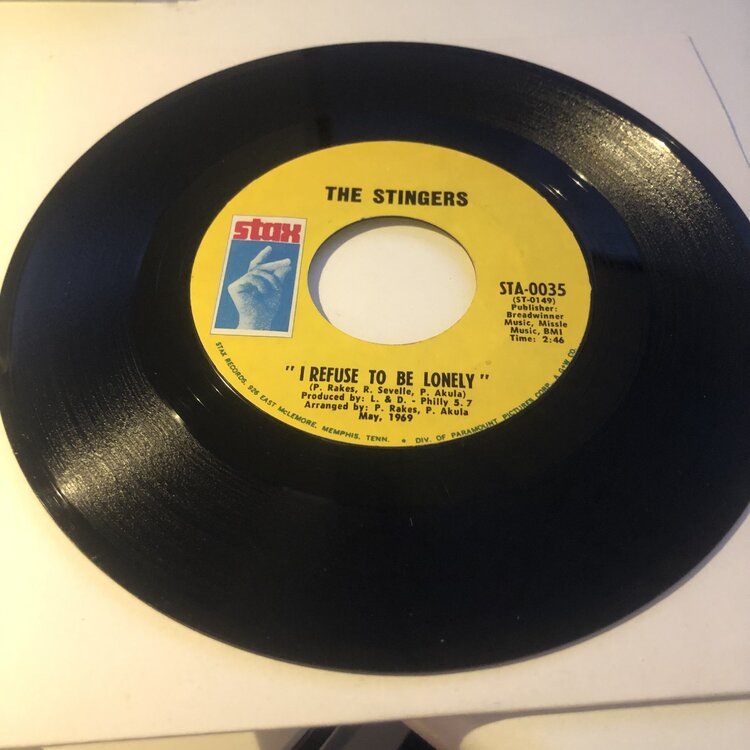 THE STINGERS
stax
STA-0035
(ST-0149)
Publisher:
Breadwinner
Music, Missle
Music, BMI
Time: 2:46
"I REFUSE TO BE LONELY"
(P. Rakes, R. Sevelle, P. Akula)
Produced by: L. & D. - Philly 5. 7
Arranged by: P. Rakes, P. Akula
May, 1969
STAX RECORDS, 926 EAST McLEMORE, MEMPHIS, TENN. • DIV. OF PARAMOUNT PICTURES CORP. A G+W CO.